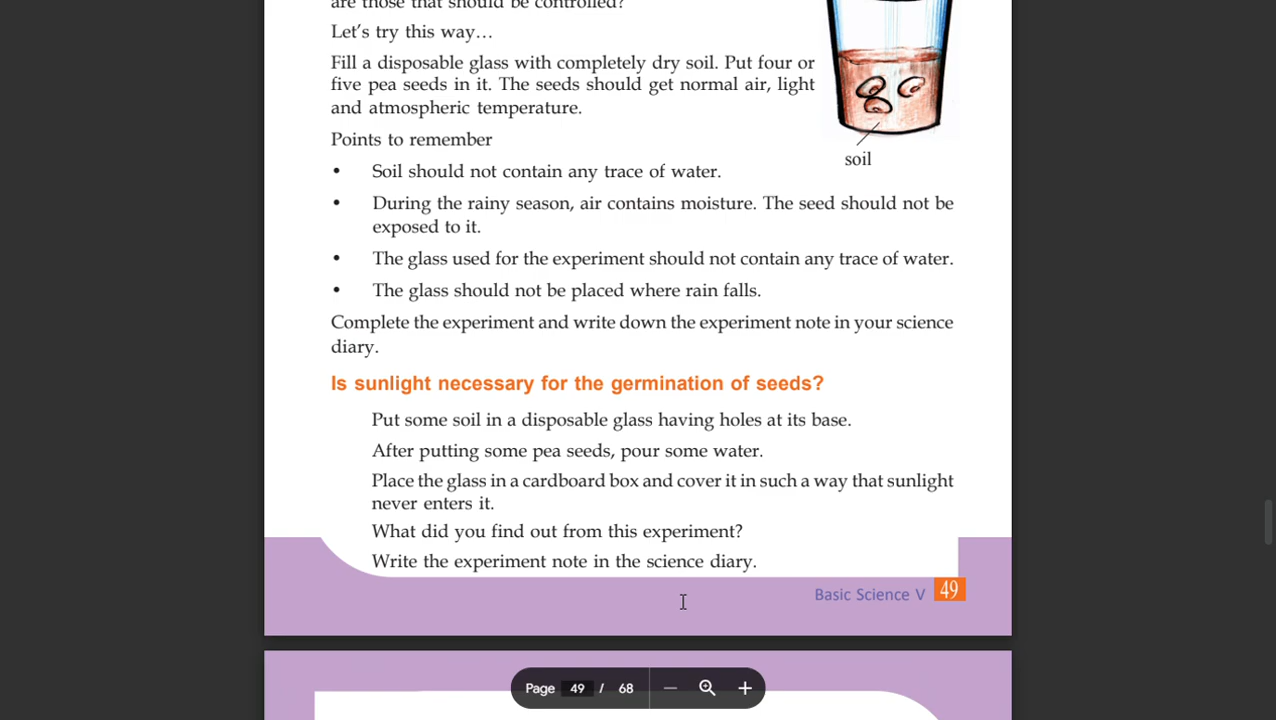 are those that should be controlled?
Let's try this way…
Fill a disposable glass with completely dry soil. Put four or
five pea seeds in it. The seeds should get normal air, light
and atmospheric temperature.
soil
Points to remember
• Soil should not contain any trace of water.
• During the rainy season, air contains moisture. The seed should not be
exposed to it.
• The glass used for the experiment should not contain any trace of water.
• The glass should not be placed where rain falls.
Complete the experiment and write down the experiment note in your science
diary.
Is sunlight necessary for the germination of seeds?
Put some soil in a disposable glass having holes at its base.
After putting some pea seeds, pour some water.
Place the glass in a cardboard box and cover it in such a way that sunlight
never enters it.
What did you find out from this experiment?
Write the experiment note in the science diary.
Basic Science V 49
Page 49 / 68